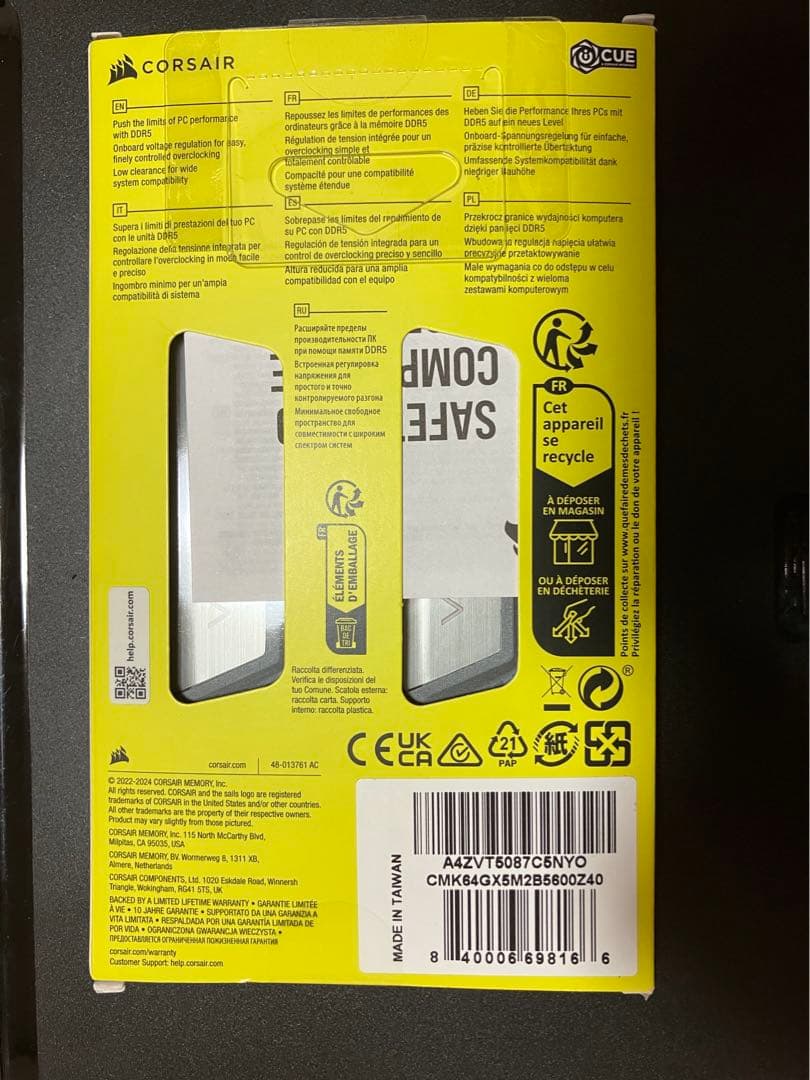 CORSAIR
iCUE
EN
Push the limits of PC performance
with DDR5
Onboard voltage regulation for easy,
finely controlled overclocking
Low clearance for wide
system compatibility
FR
Repoussez les limites de performances des
ordinateurs grâce à la mémoire DDR5
Régulation de tension intégrée pour un
overclocking simple et
totalement contrôlable
Compacité pour une compatibilité
système étendue
DE
Heben Sie die Performance Ihres PCs mit
DDR5 auf ein neues Level
Onboard-Spannungsregelung für einfache,
präzise kontrollierte Übertaktung
Umfassende Systemkompatibilität dank
niedriger Bauhöhe
IT
Supera i limiti di prestazioni del tuo PC
con le unità DDR5
Regolazione della tensione integrata per
controllare l'overclocking in modo facile
e preciso
Ingombro minimo per un'ampia
compatibilità di sistema
ES
Sobrepase los límites del rendimiento de
su PC con DDR5
Regulación de tensión integrada para un
control de overclocking preciso y sencillo
Altura reducida para una amplia
compatibilidad con el equipo
PL
Przekrocz granice wydajności komputera
dzięki pamięci DDR5
Wbudowana regulacja napięcia ułatwia
precyzyjne przetaktowywanie
Małe wymagania co do odstępu w celu
kompatybilności z wieloma
zestawami komputerowym
RU
Расширяйте пределы
производительности ПК
при помощи памяти DDR5
Встроенная регулировка
напряжения для
простого и точно
контролируемого разгона
Минимальное свободное
пространство для
совместимости с широким
спектром систем
COMP
SAFE
FR
Cet
appareil
se
recycle
À DÉPOSER
EN MAGASIN
OU À DÉPOSER
EN DÉCHÈTERIE
Points de collecte sur www.quefairedemesdechets.fr
Privilégiez la réparation ou le don de votre appareil !
FR
ÉLÉMENTS
D'EMBALLAGE
BAC
DE
TRI
help.corsair.com
Raccolta differenziata.
Verifica le disposizioni del
tuo Comune. Scatola esterna:
raccolta carta. Supporto
interno: raccolta plastica.
®
CE
UK
CA
21
PAP
紙
corsair.com
48-013761 AC
© 2022-2024 CORSAIR MEMORY, Inc.
All rights reserved. CORSAIR and the sails logo are registered
trademarks of CORSAIR in the United States and/or other countries.
All other trademarks are the property of their respective owners.
Product may vary slightly from those pictured.
CORSAIR MEMORY, Inc. 115 North McCarthy Blvd,
Milpitas, CA 95035, USA
CORSAIR MEMORY, BV. Wormerweg 8, 1311 XB,
Almere, Netherlands
CORSAIR COMPONENTS, Ltd. 1020 Eskdale Road, Winnersh
Triangle, Wokingham, RG41 5TS, UK
BACKED BY A LIMITED LIFETIME WARRANTY • GARANTIE LIMITÉE
À VIE • 10 JAHRE GARANTIE • SUPPORTATO DA UNA GARANZIA A
VITA LIMITATA • RESPALDADA POR UNA GARANTÍA LIMITADA DE
POR VIDA • OGRANICZONA GWARANCJA WIECZYSTA •
ПРЕДОСТАВЛЯЕТСЯ ОГРАНИЧЕННАЯ ПОЖИЗНЕННАЯ ГАРАНТИЯ
corsair.com/warranty
Customer Support: help.corsair.com
MADE IN TAIWAN
A4ZVT5087C5NYO
CMK64GX5M2B5600Z40
8 40006 69816 6